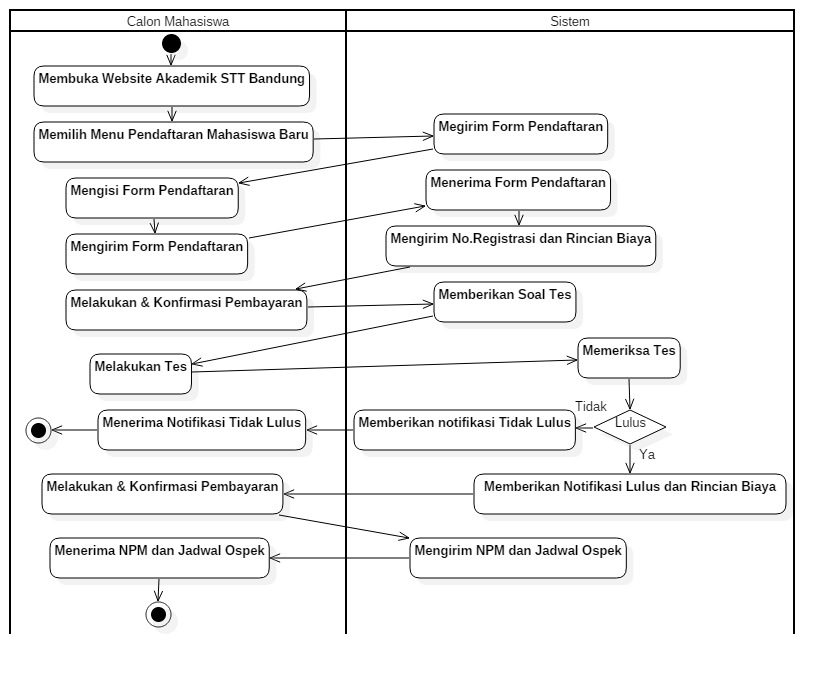 Calon Mahasiswa
Sistem
Membuka Website Akademik STT Bandung
Memilih Menu Pendaftaran Mahasiswa Baru
Megirim Form Pendaftaran
Mengisi Form Pendaftaran
Menerima Form Pendaftaran
Mengirim Form Pendaftaran
Mengirim No.Registrasi dan Rincian Biaya
Melakukan & Konfirmasi Pembayaran
Memberikan Soal Tes
Melakukan Tes
Memeriksa Tes
Tidak
Menerima Notifikasi Tidak Lulus
Memberikan notifikasi Tidak Lulus
Lulus
Ya
Melakukan & Konfirmasi Pembayaran
Memberikan Notifikasi Lulus dan Rincian Biaya
Menerima NPM dan Jadwal Ospek
Mengirim NPM dan Jadwal Ospek